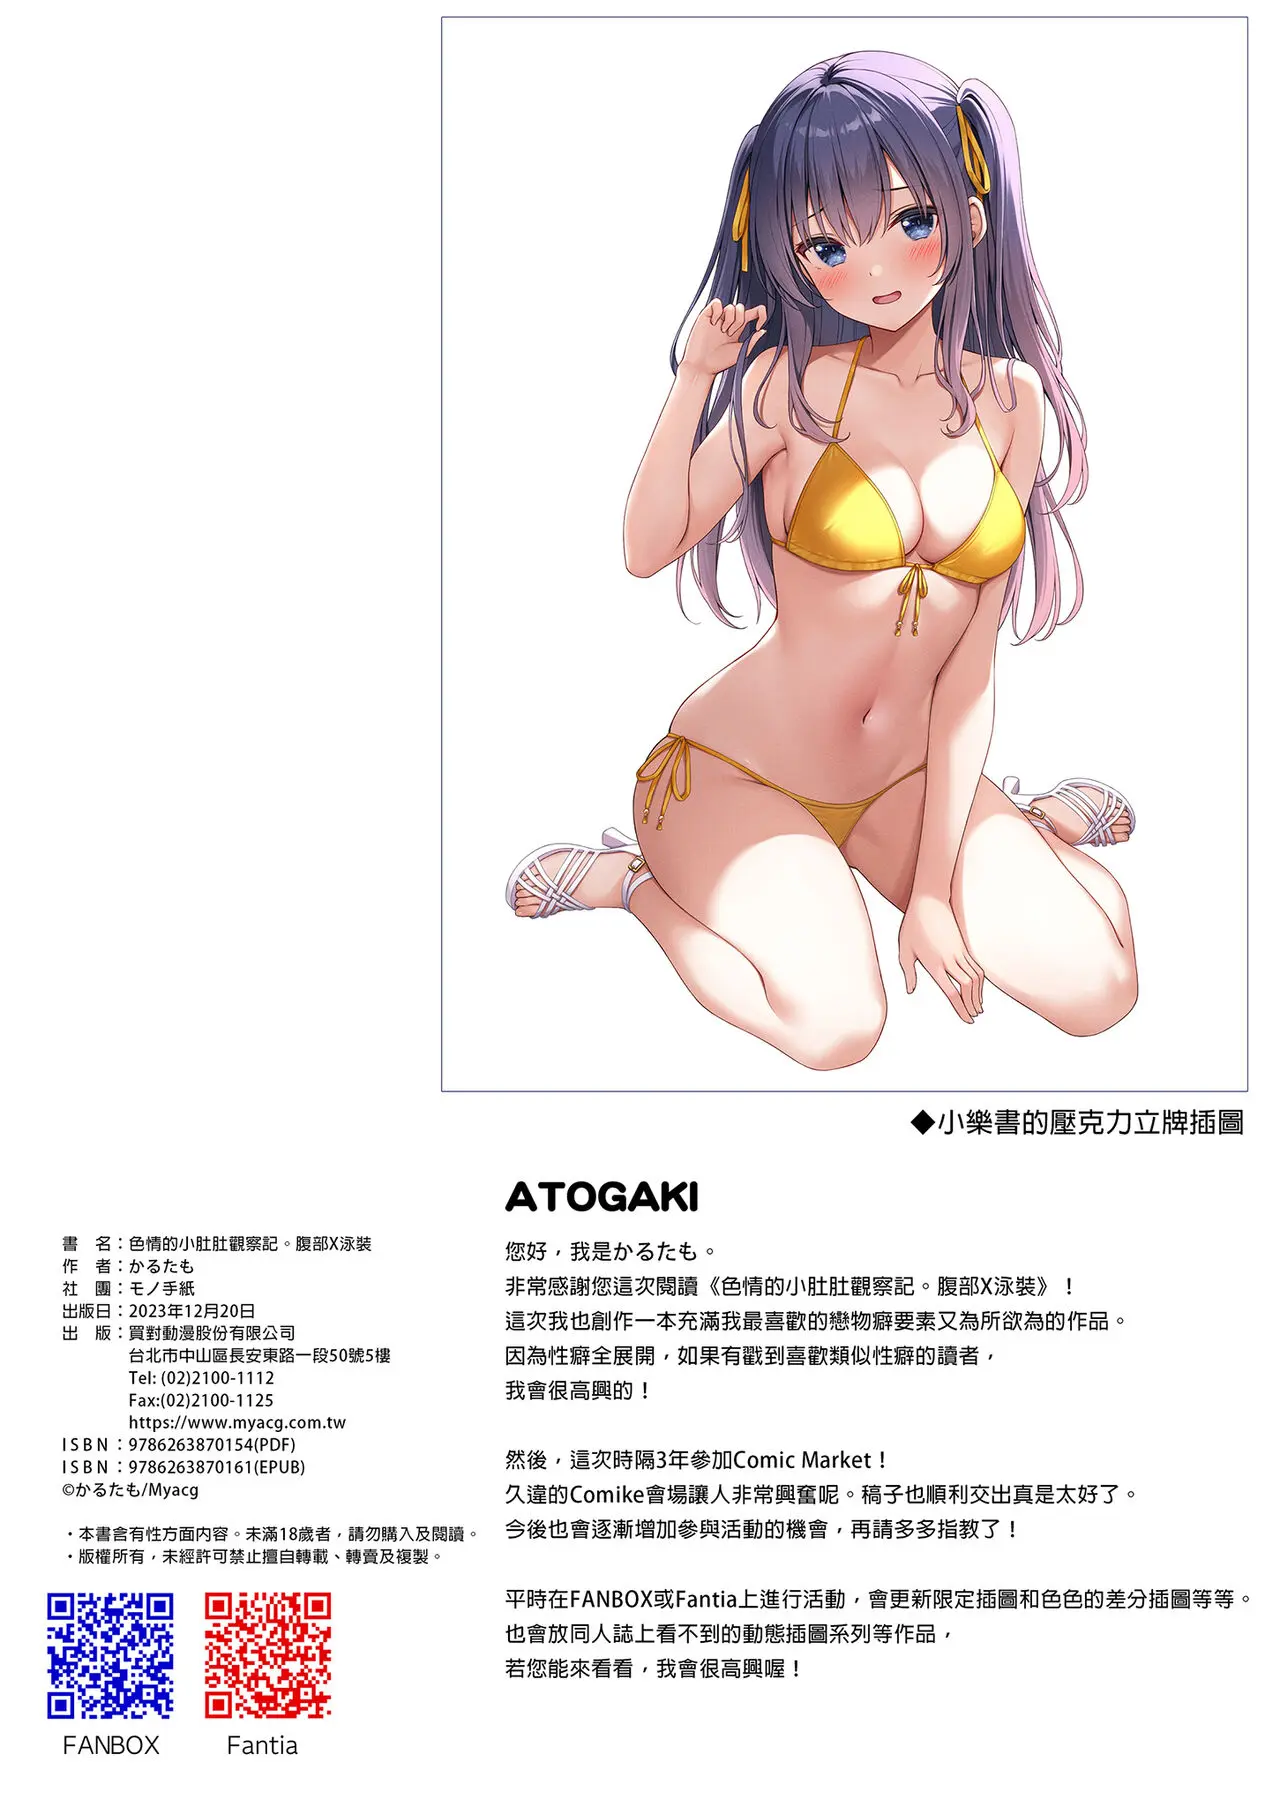 ◆小樂書的壓克力立牌插圖
ATOGAKI
您好，我是かるたも。
非常感謝您這次閱讀《色情的小肚肚觀察記。腹部X泳裝》！
這次我也創作一本充滿我最喜歡的戀物癖要素又為所欲為的作品。
因為性癖全展開，如果有戳到喜歡類似性癖的讀者，
我會很高興的！
然後，這次時隔3年參加Comic Market！
久違的Comike會場讓人非常興奮呢。稿子也順利交出真是太好了。
今後也會逐漸增加參與活動的機會，再請多多指教了！
平時在FANBOX或Fantia上進行活動，會更新限定插圖和色色的差分插圖等等。
也會放同人誌上看不到的動態插圖系列等作品，
若您能來看看，我會很高興喔！
書　名：色情的小肚肚觀察記。腹部X泳裝
作　者：かるたも
社　團：モノ手紙
出版日：2023年12月20日
出　版：買對動漫股份有限公司
台北市中山區長安東路一段50號5樓
Tel: (02)2100-1112
Fax:(02)2100-1125
https://www.myacg.com.tw
ISBN：9786263870154(PDF)
ISBN：9786263870161(EPUB)
©かるたも/Myacg
・本書含有性方面內容。未滿18歲者，請勿購入及閱讀。
・版權所有，未經許可禁止擅自轉載、轉賣及複製。
FANBOX
Fantia